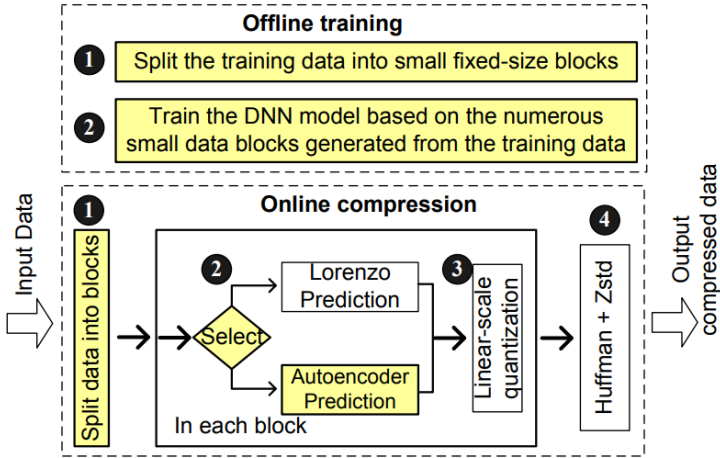 Offline training
1
Split the training data into small fixed-size blocks
2
Train the DNN model based on the numerous
small data blocks generated from the training data
Input Data
Online compression
1
Split data into blocks
2
Select
Lorenzo
Prediction
Autoencoder
Prediction
In each block
3
Linear-scale
quantization
4
Huffman + Zstd
Output
compressed data